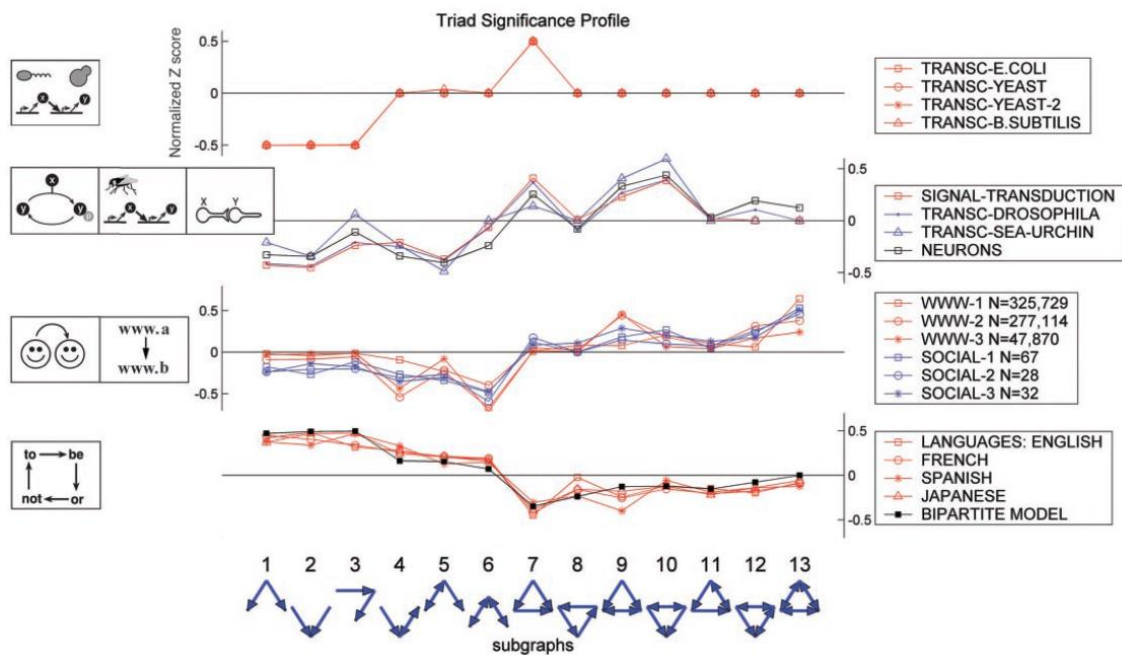 Triad Significance Profile
Normalized Z score
0.5
0
-0.5
x
y
TRANSC-E.COLI
TRANSC-YEAST
TRANSC-YEAST-2
TRANSC-B.SUBTILIS
X
y
y
p
x
Y
X
Y
0.5
0
-0.5
SIGNAL-TRANSDUCTION
TRANSC-DROSOPHILA
TRANSC-SEA-URCHIN
NEURONS
www.a
www.b
0.5
0
-0.5
WWW-1 N=325,729
WWW-2 N=277,114
WWW-3 N=47,870
SOCIAL-1 N=67
SOCIAL-2 N=28
SOCIAL-3 N=32
to be
not or
0.5
0
-0.5
LANGUAGES: ENGLISH
FRENCH
SPANISH
JAPANESE
BIPARTITE MODEL
1 2 3 4 5 6 7 8 9 10 11 12 13
subgraphs